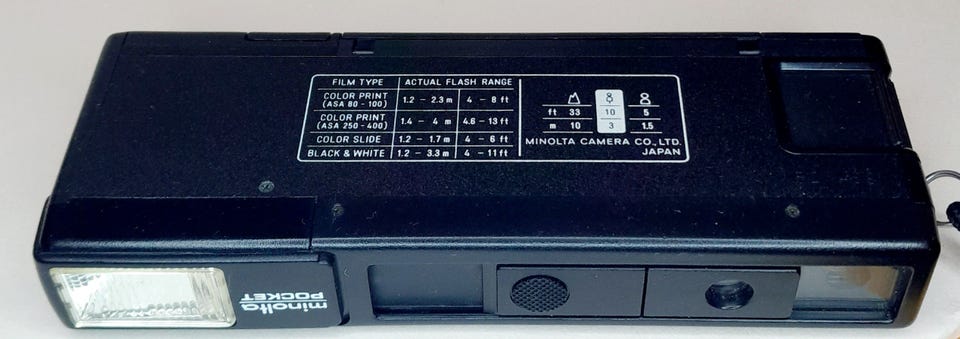 FILM TYPE ACTUAL FLASH RANGE
COLOR PRINT (ASA 80 - 100) 1.2 - 2.3 m 4 - 8 ft
COLOR PRINT (ASA 250 - 400) 1.4 - 4 m 4.6 - 13 ft
COLOR SLIDE 1.2 - 1.7 m 4 - 6 ft
BLACK & WHITE 1.2 - 3.3 m 4 - 11 ft
ft 33 10 5
m 10 3 1.5
MINOLTA CAMERA CO., LTD.
JAPAN
minolta
POCKET